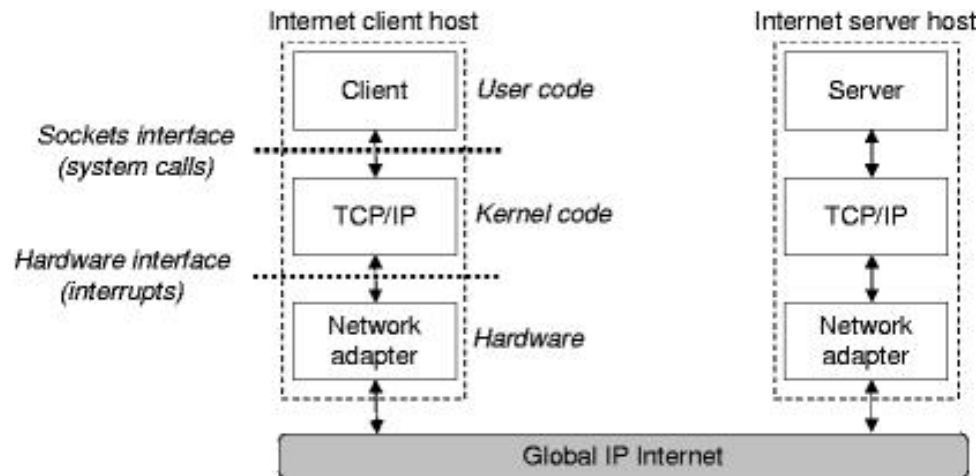 Internet client host
Internet server host
Client
User code
Server
Sockets interface
(system calls)
TCP/IP
Kernel code
TCP/IP
Hardware interface
(interrupts)
Network
adapter
Hardware
Network
adapter
Global IP Internet